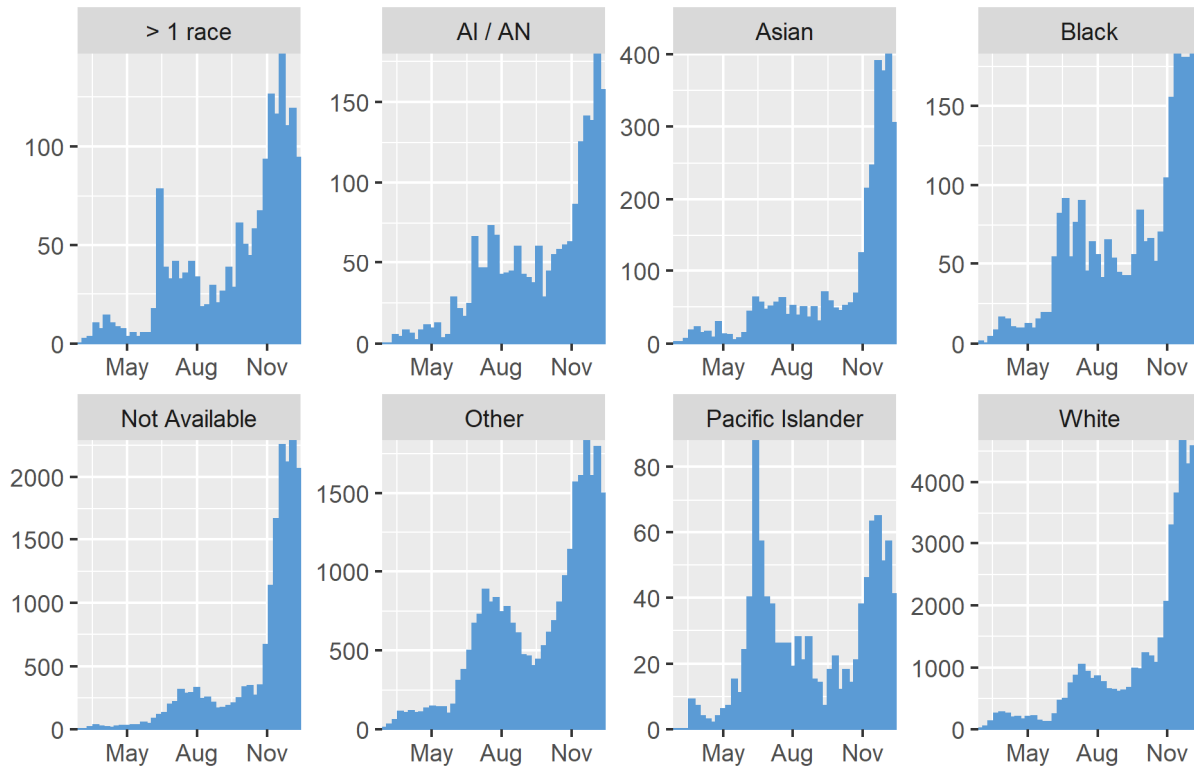 > 1 race
AI / AN
Asian
Black
100
50
0
May Aug Nov
150
100
50
0
May Aug Nov
400
300
200
100
0
May Aug Nov
150
100
50
0
May Aug Nov
Not Available
Other
Pacific Islander
White
2000
1500
1000
500
0
May Aug Nov
1500
1000
500
0
May Aug Nov
80
60
40
20
0
May Aug Nov
4000
3000
2000
1000
0
May Aug Nov